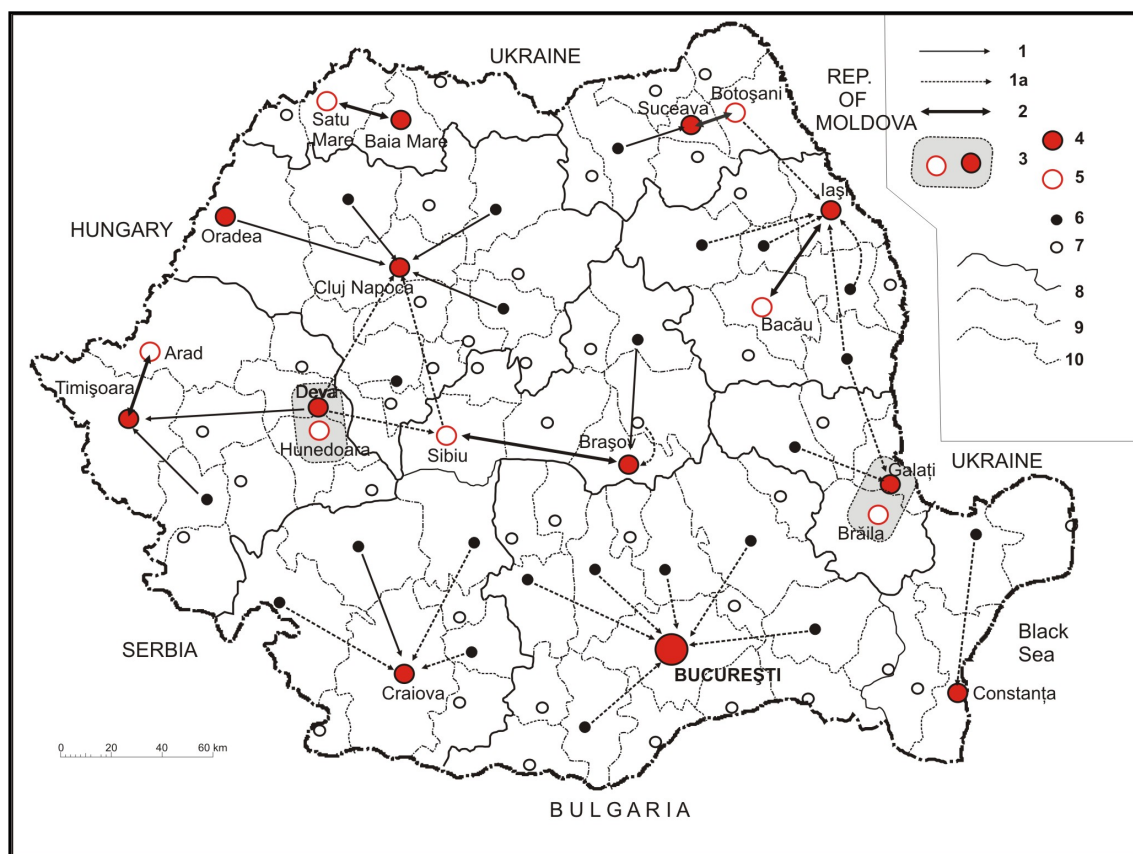 UKRAINE
REP.
OF
MOLDOVA
1
1a
2
3
4
5
6
7
8
9
10
Satu
Mare
Baia Mare
Suceava
Botoşani
Iaşi
HUNGARY
Oradea
Cluj Napoca
Bacău
Arad
Timişoara
Deva
Hunedoara
Sibiu
Braşov
Galaţi
UKRAINE
Brăila
SERBIA
Craiova
BUCUREŞTI
Black
Sea
Constanţa
0 20 40 60 km
BULGARIA